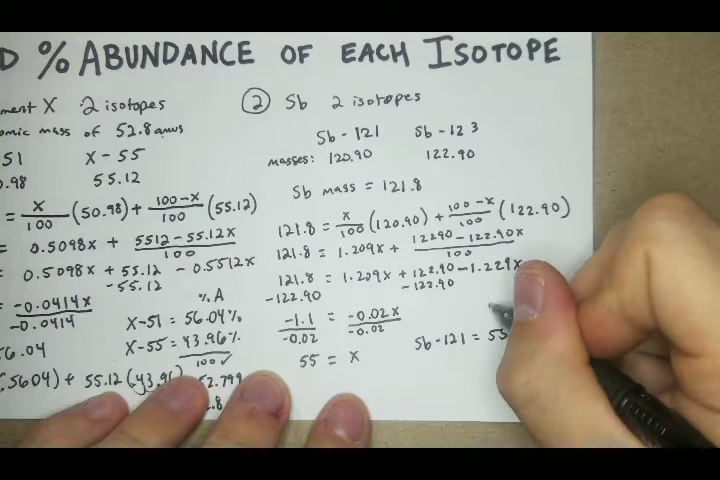 D % ABUNDANCE OF EACH ISOTOPE
ment X 2 isotopes
omic mass of 52.8 amus
51 X - 55
0.98 55.12
= x/100 (50.98) + 100-x/100 (55.12)
= 0.5098x + 5512 - 55.12x/100
= 0.5098x + 55.12 - 0.5512x
-55.12
= -0.0414x/-0.0414
56.04
%A
X-51 = 56.04%
X-55 = 43.96%
100 ✓
.5604) + 55.12 (43.96) 52.799
2.8
② Sb 2 isotopes
Sb - 121 Sb - 123
masses: 120.90 122.90
Sb mass = 121.8
121.8 = x/100 (120.90) + 100-x/100 (122.90)
121.8 = 1.209x + 12290 - 122.90x/100
121.8 = 1.209x + 122.90 - 1.229x
-122.90 -122.90
-1.1/-0.02 = -0.02x/-0.02
55 = x
Sb-121 = 55